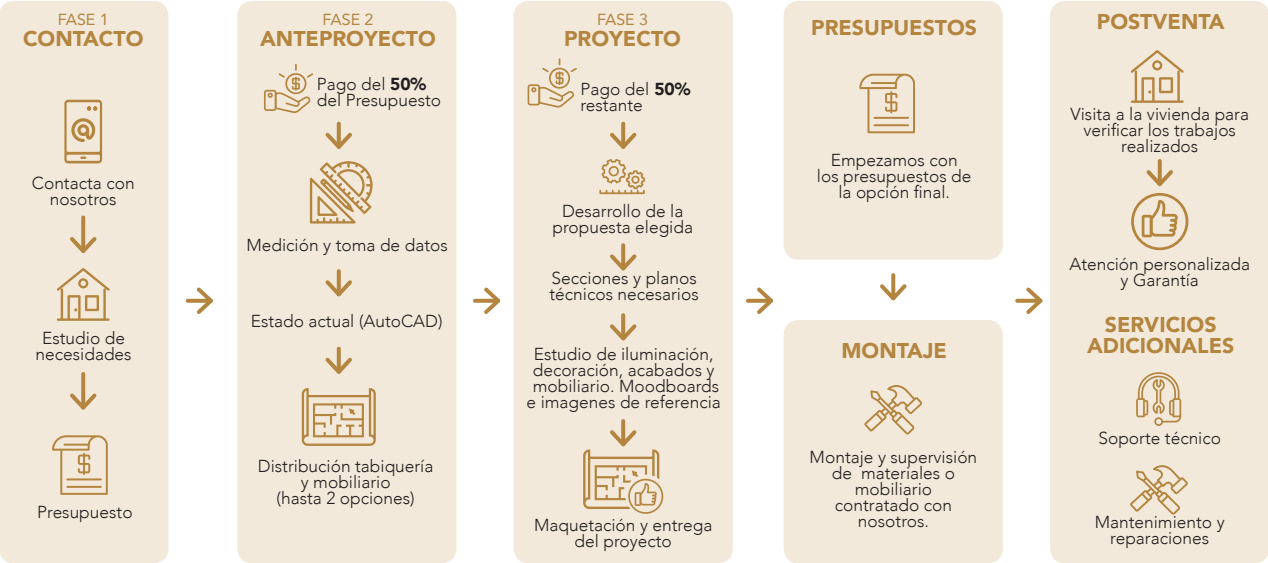 FASE 1
CONTACTO
Contacta con
nosotros
Estudio de
necesidades
$
Presupuesto
FASE 2
ANTEPROYECTO
$
Pago del 50%
del Presupuesto
Medición y toma de datos
Estado actual (AutoCAD)
Distribución tabiquería
y mobiliario
(hasta 2 opciones)
FASE 3
PROYECTO
$
Pago del 50%
restante
Desarrollo de la
propuesta elegida
Secciones y planos
técnicos necesarios
Estudio de iluminación,
decoración, acabados y
mobiliario. Moodboards
e imagenes de referencia
Maquetación y entrega
del proyecto
PRESUPUESTOS
$
Empezamos con
los presupuestos de
la opción final.
MONTAJE
Montaje y supervisión
de materiales o
mobiliario
contratado con
nosotros.
POSTVENTA
Visita a la vivienda para
verificar los trabajos
realizados
Atención personalizada
y Garantía
SERVICIOS
ADICIONALES
Soporte técnico
Mantenimiento y
reparaciones